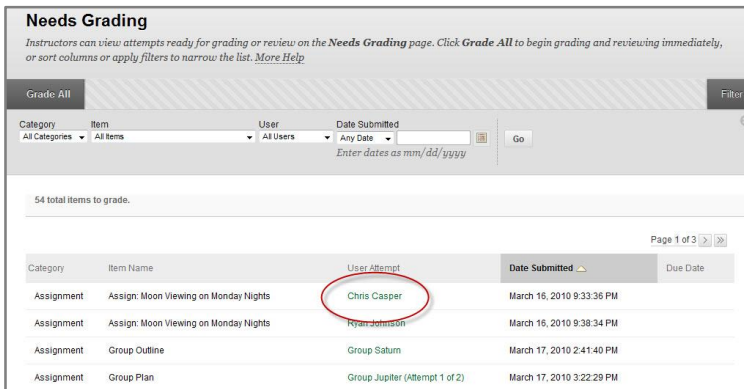 Needs Grading
Instructors can view attempts ready for grading or review on the Needs Grading page. Click Grade All to begin grading and reviewing immediately,
or sort columns or apply filters to narrow the list. More Help
Grade All Filter
Category Item User Date Submitted
All Categories All Items All Users Any Date Go
Enter dates as mm/dd/yyyy
54 total items to grade.
Page 1 of 3 > >>
Category Item Name User Attempt Date Submitted Due Date
Assignment Assign: Moon Viewing on Monday Nights Chris Casper March 16, 2010 9:33:36 PM
Assignment Assign: Moon Viewing on Monday Nights Ryan Johnson March 16, 2010 9:38:34 PM
Assignment Group Outline Group Saturn March 17, 2010 2:41:40 PM
Assignment Group Plan Group Jupiter (Attempt 1 of 2) March 17, 2010 3:22:29 PM